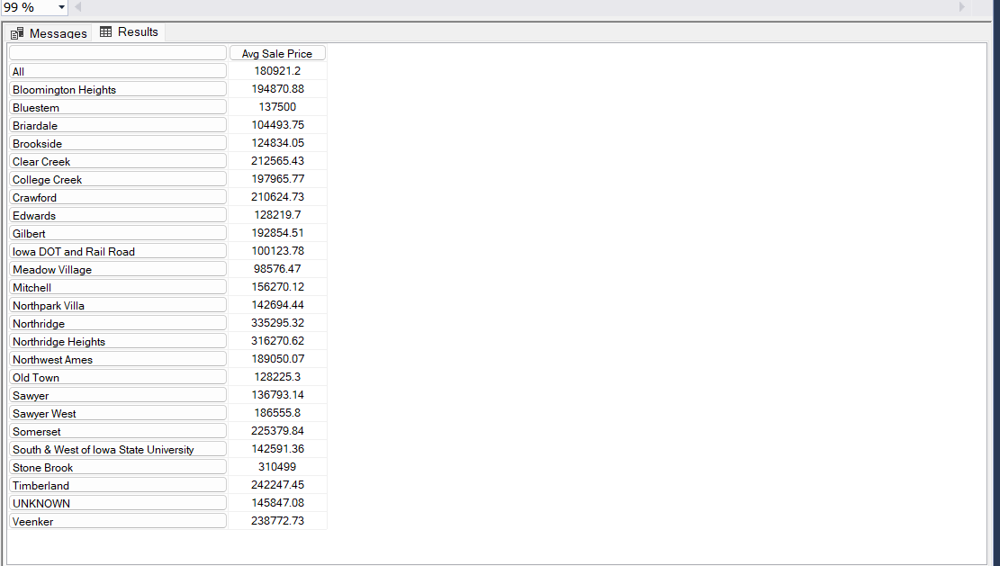 99 %
Messages Results
Avg Sale Price
All 180921.2
Bloomington Heights 194870.88
Bluestem 137500
Briardale 104493.75
Brookside 124834.05
Clear Creek 212565.43
College Creek 197965.77
Crawford 210624.73
Edwards 128219.7
Gilbert 192854.51
Iowa DOT and Rail Road 100123.78
Meadow Village 98576.47
Mitchell 156270.12
Northpark Villa 142694.44
Northridge 335295.32
Northridge Heights 316270.62
Northwest Ames 189050.07
Old Town 128225.3
Sawyer 136793.14
Sawyer West 186555.8
Somerset 225379.84
South & West of Iowa State University 142591.36
Stone Brook 310499
Timberland 242247.45
UNKNOWN 145847.08
Veenker 238772.73